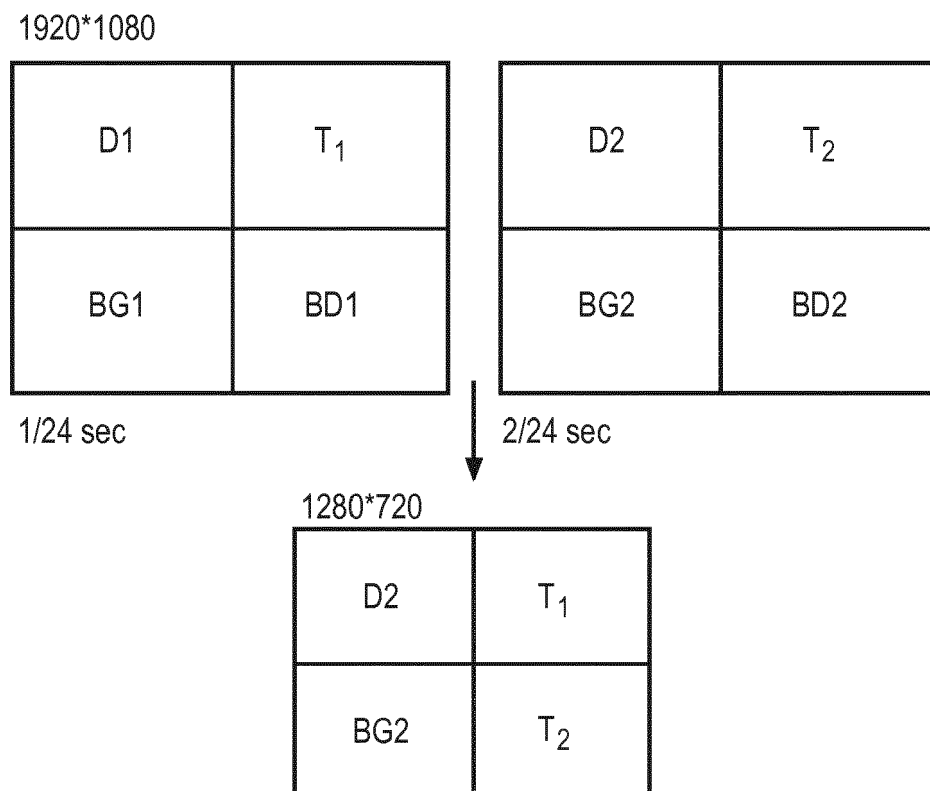 1920*1080
D1 T₁ D2 T₂
BG1 BD1 BG2 BD2
1/24 sec 2/24 sec
1280*720
D2 T₁
BG2 T₂